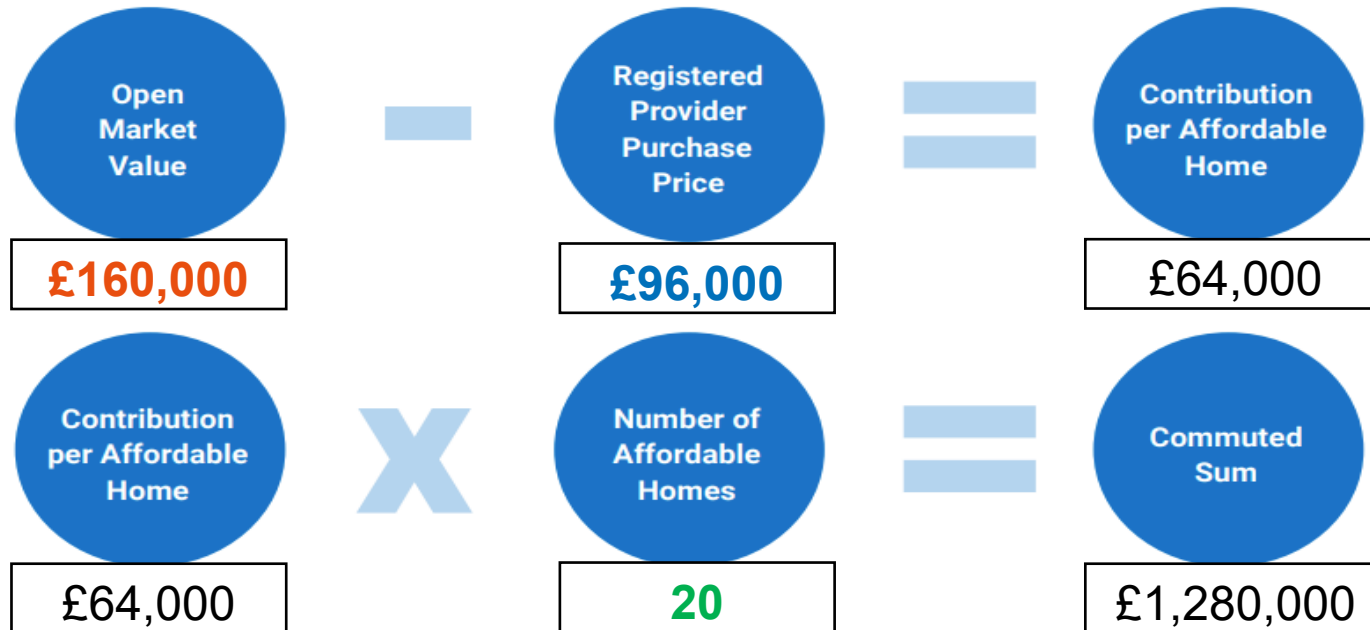 Open
Market
Value
-
Registered
Provider
Purchase
Price
=
Contribution
per Affordable
Home
£160,000
£96,000
£64,000
Contribution
per Affordable
Home
X
Number of
Affordable
Homes
=
Commuted
Sum
£64,000
20
£1,280,000